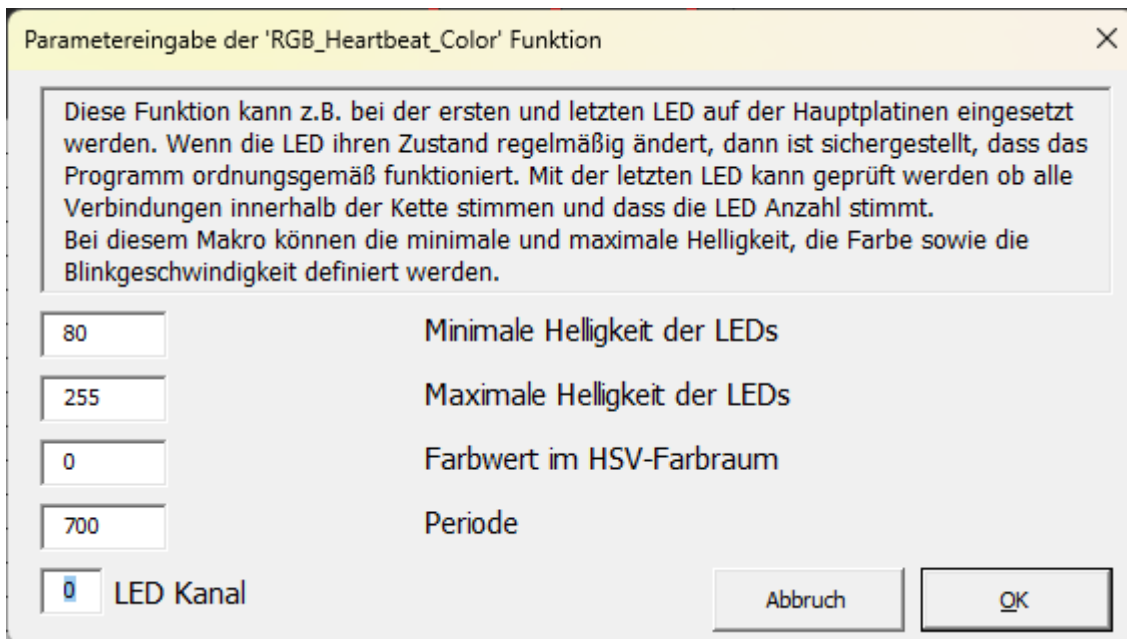 Parametereingabe der 'RGB_Heartbeat_Color' Funktion
Diese Funktion kann z.B. bei der ersten und letzten LED auf der Hauptplatinen eingesetzt
werden. Wenn die LED ihren Zustand regelmäßig ändert, dann ist sichergestellt, dass das
Programm ordnungsgemäß funktioniert. Mit der letzten LED kann geprüft werden ob alle
Verbindungen innerhalb der Kette stimmen und dass die LED Anzahl stimmt.
Bei diesem Makro können die minimale und maximale Helligkeit, die Farbe sowie die
Blinkgeschwindigkeit definiert werden.
80 Minimale Helligkeit der LEDs
255 Maximale Helligkeit der LEDs
0 Farbwert im HSV-Farbraum
700 Periode
0 LED Kanal Abbruch OK